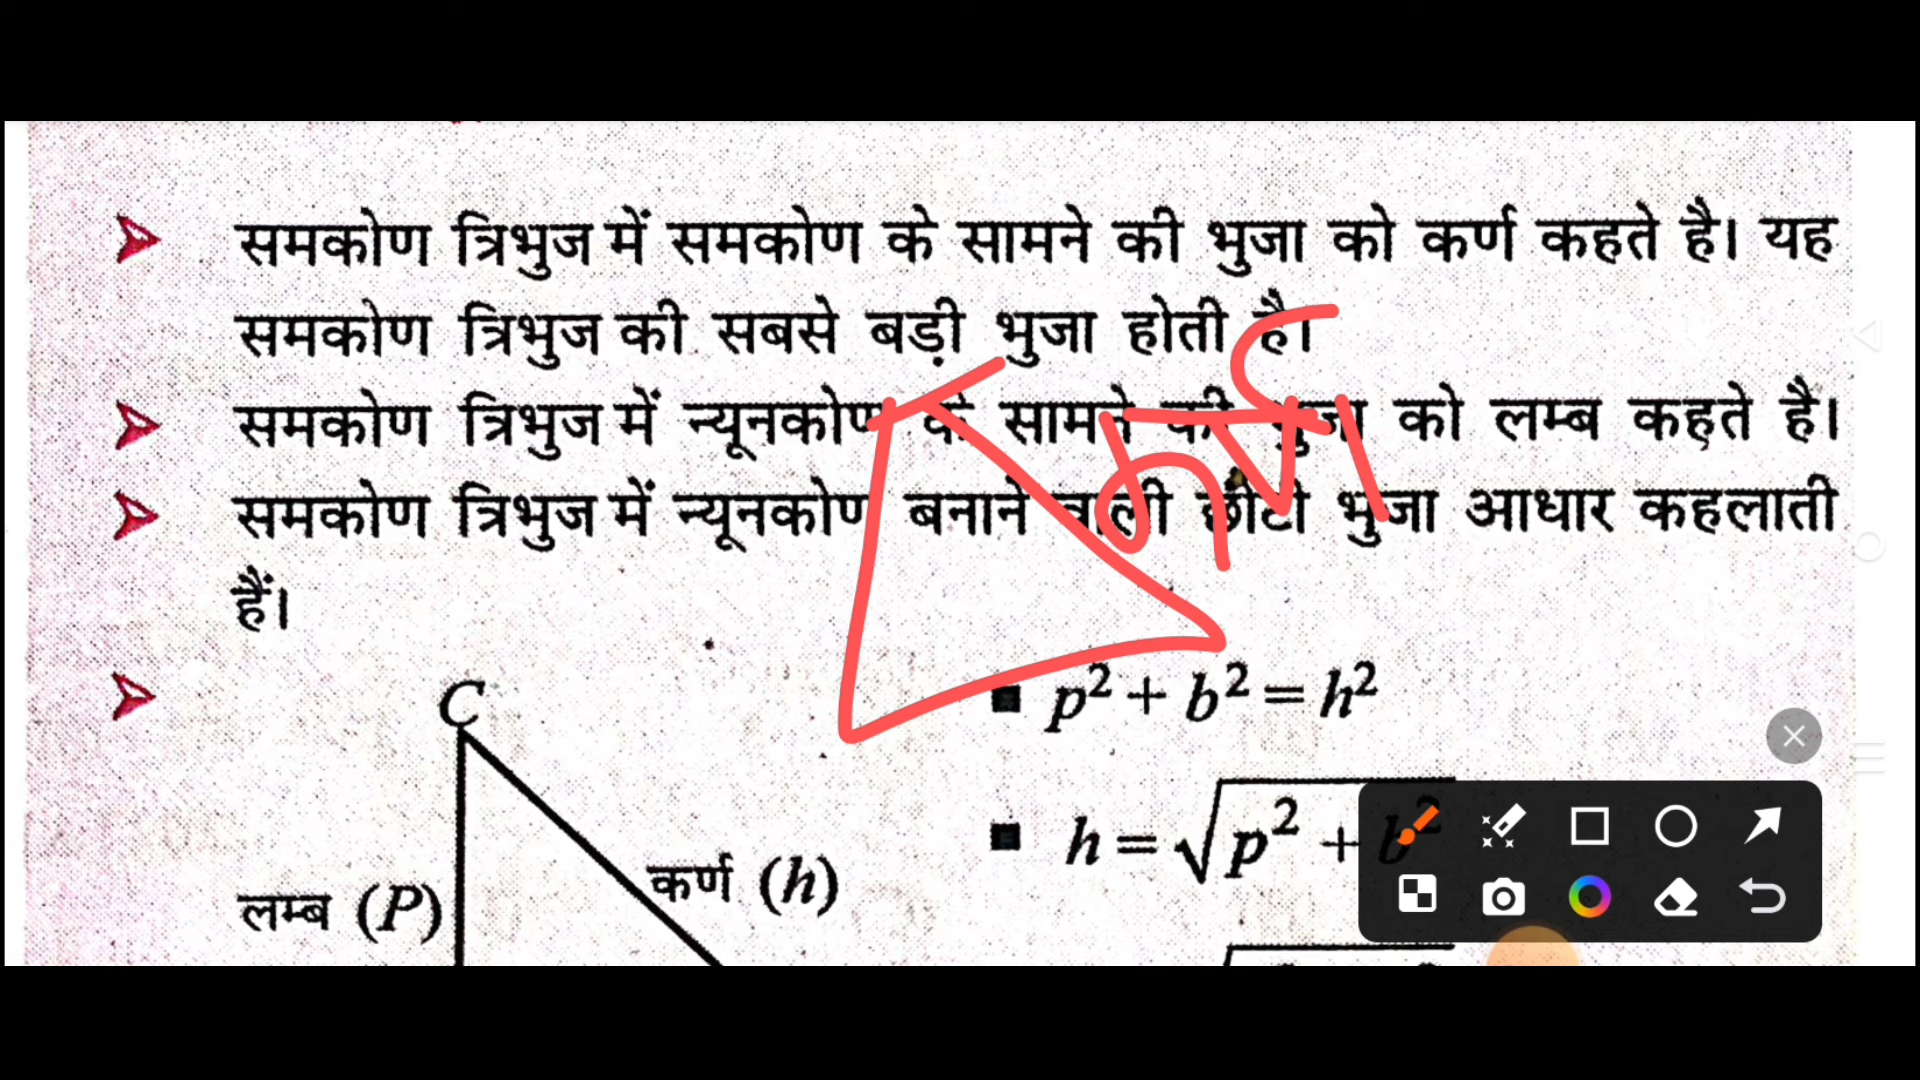 समकोण त्रिभुज में समकोण के सामने की भुजा को कर्ण कहते है। यह
समकोण त्रिभुज की सबसे बड़ी भुजा होती है।
समकोण त्रिभुज में न्यूनकोण के सामने की भुजा को लम्ब कहते है।
समकोण त्रिभुज में न्यूनकोण बनाने वाली छोटी भुजा आधार कहलाती
हैं।
C
p² + b² = h²
h = √p² + b²
कर्ण (h)
लम्ब (P)